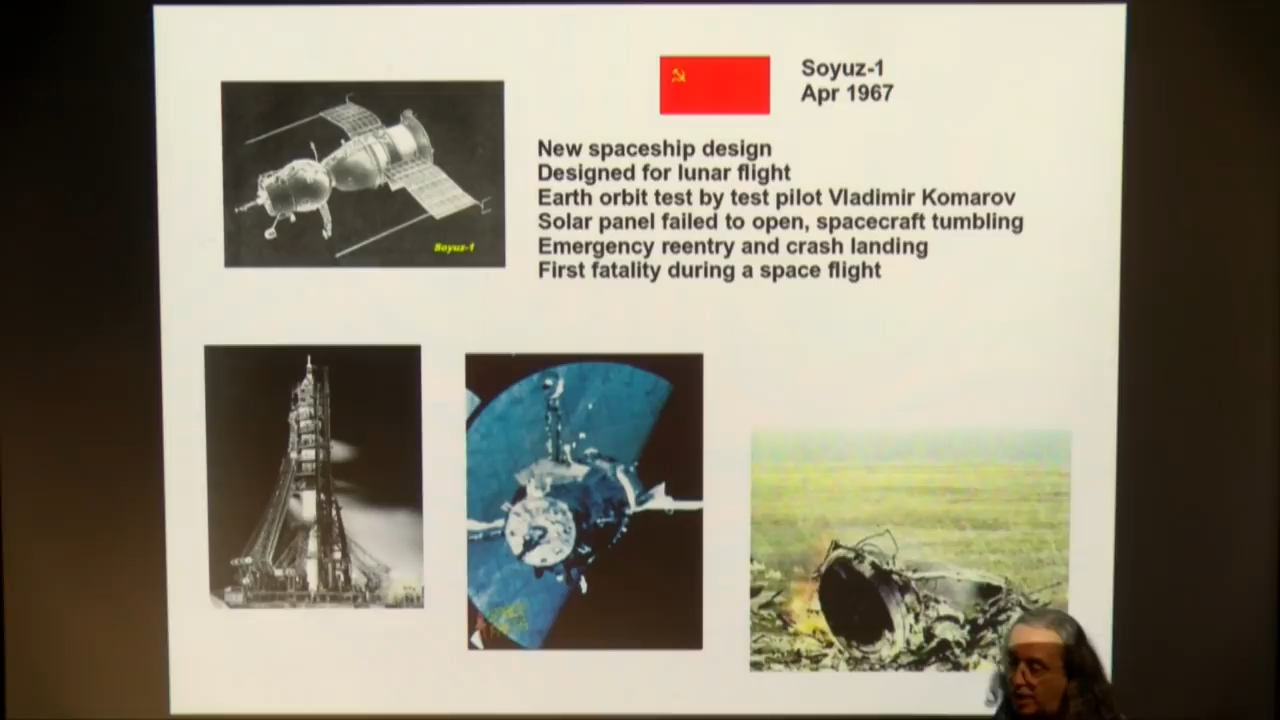 Soyuz-1
Apr 1967
New spaceship design
Designed for lunar flight
Earth orbit test by test pilot Vladimir Komarov
Solar panel failed to open, spacecraft tumbling
Emergency reentry and crash landing
First fatality during a space flight
Soyuz-1